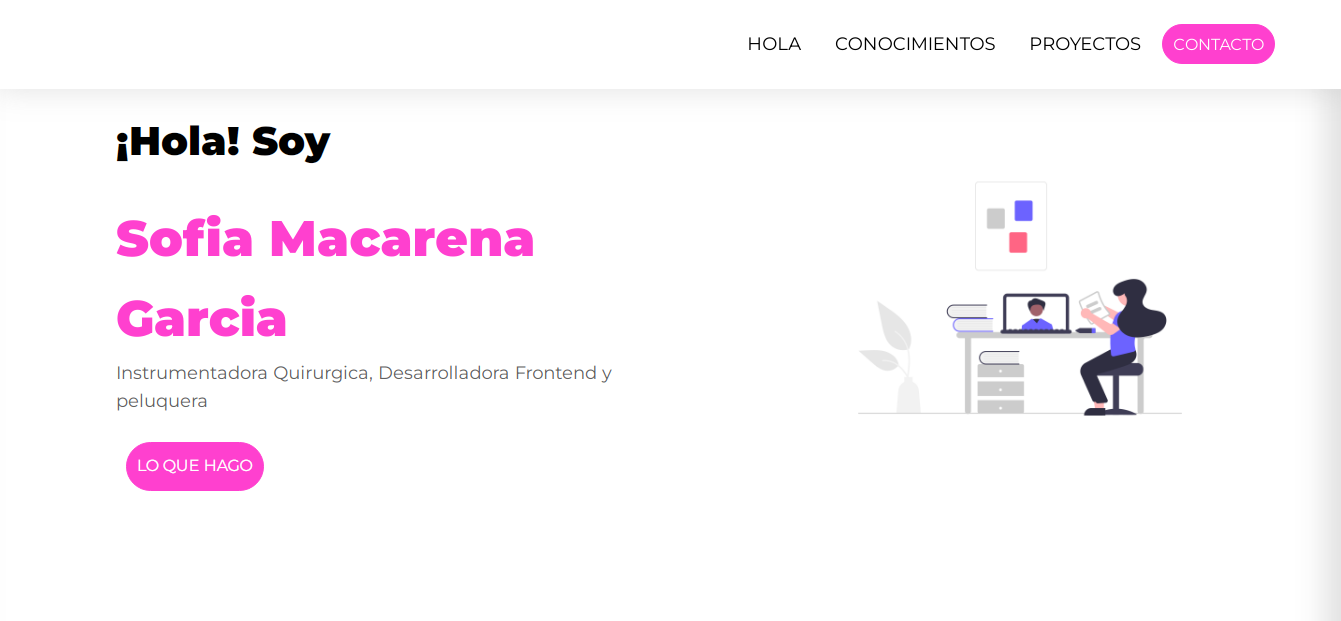 HOLA CONOCIMIENTOS PROYECTOS CONTACTO
¡Hola! Soy
Sofia Macarena
Garcia
Instrumentadora Quirurgica, Desarrolladora Frontend y
peluquera
LO QUE HAGO